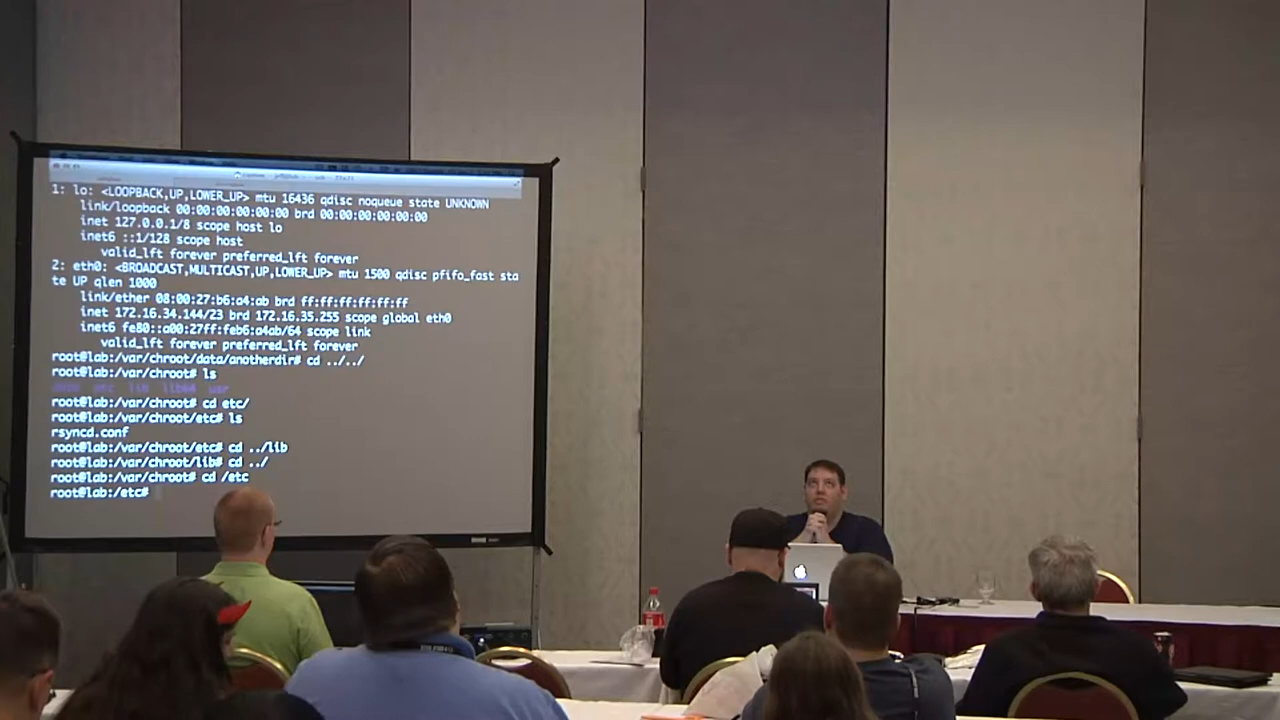 1: lo: <LOOPBACK,UP,LOWER_UP> mtu 16436 qdisc noqueue state UNKNOWN
link/loopback 00:00:00:00:00:00 brd 00:00:00:00:00:00
inet 127.0.0.1/8 scope host lo
inet6 ::1/128 scope host
valid_lft forever preferred_lft forever
2: eth0: <BROADCAST,MULTICAST,UP,LOWER_UP> mtu 1500 qdisc pfifo_fast sta
te UP qlen 1000
link/ether 08:00:27:b6:a4:ab brd ff:ff:ff:ff:ff:ff
inet 172.16.34.144/23 brd 172.16.35.255 scope global eth0
inet6 fe80::a00:27ff:feb6:a4ab/64 scope link
valid_lft forever preferred_lft forever
root@lab:/var/chroot/data/anotherdir# cd ../../
root@lab:/var/chroot# ls
etc lib lib64 var
root@lab:/var/chroot# cd etc/
root@lab:/var/chroot/etc# ls
rsyncd.conf
root@lab:/var/chroot/etc# cd ../lib
root@lab:/var/chroot/lib# cd ../
root@lab:/var/chroot# cd /etc
root@lab:/etc#